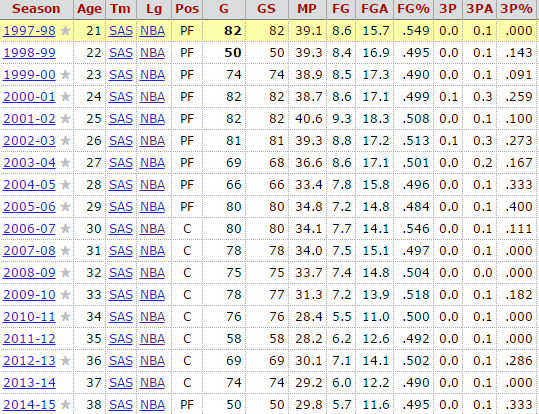 Season Age Tm Lg Pos G GS MP FG FGA FG% 3P 3PA 3P%
1997-98 ★ 21 SAS NBA PF 82 82 39.1 8.6 15.7 .549 0.0 0.1 .000
1998-99 22 SAS NBA PF 50 50 39.3 8.4 16.9 .495 0.0 0.1 .143
1999-00 ★ 23 SAS NBA PF 74 74 38.9 8.5 17.3 .490 0.0 0.1 .091
2000-01 ★ 24 SAS NBA PF 82 82 38.7 8.6 17.1 .499 0.1 0.3 .259
2001-02 ★ 25 SAS NBA PF 82 82 40.6 9.3 18.3 .508 0.0 0.1 .100
2002-03 ★ 26 SAS NBA PF 81 81 39.3 8.8 17.2 .513 0.1 0.3 .273
2003-04 ★ 27 SAS NBA PF 69 68 36.6 8.6 17.1 .501 0.0 0.2 .167
2004-05 ★ 28 SAS NBA PF 66 66 33.4 7.8 15.8 .496 0.0 0.1 .333
2005-06 ★ 29 SAS NBA PF 80 80 34.8 7.2 14.8 .484 0.0 0.1 .400
2006-07 ★ 30 SAS NBA C 80 80 34.1 7.7 14.1 .546 0.0 0.1 .111
2007-08 ★ 31 SAS NBA C 78 78 34.0 7.5 15.1 .497 0.0 0.1 .000
2008-09 ★ 32 SAS NBA C 75 75 33.7 7.4 14.8 .504 0.0 0.0 .000
2009-10 ★ 33 SAS NBA C 78 77 31.3 7.2 13.9 .518 0.0 0.1 .182
2010-11 ★ 34 SAS NBA C 76 76 28.4 5.5 11.0 .500 0.0 0.1 .000
2011-12 35 SAS NBA C 58 58 28.2 6.2 12.6 .492 0.0 0.1 .000
2012-13 ★ 36 SAS NBA C 69 69 30.1 7.1 14.1 .502 0.0 0.1 .286
2013-14 37 SAS NBA C 74 74 29.2 6.0 12.2 .490 0.0 0.1 .000
2014-15 ★ 38 SAS NBA PF 50 50 29.8 5.7 11.6 .495 0.0 0.1 .333